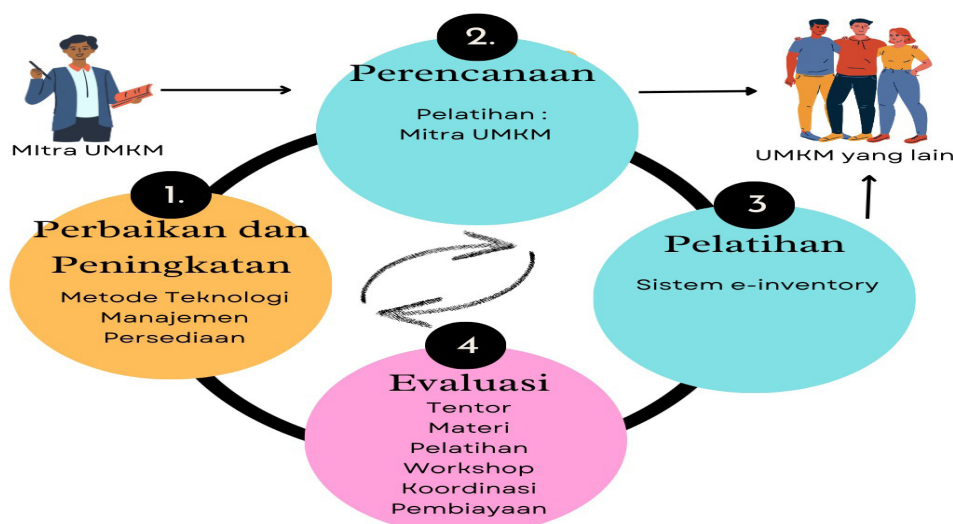 MItra UMKM
1.
Perbaikan dan
Peningkatan
Metode Teknologi
Manajemen
Persediaan
2.
Perencanaan
Pelatihan :
Mitra UMKM
UMKM yang lain
3
Pelatihan
Sistem e-inventory
4
Evaluasi
Tentor
Materi
Pelatihan
Workshop
Koordinasi
Pembiayaan